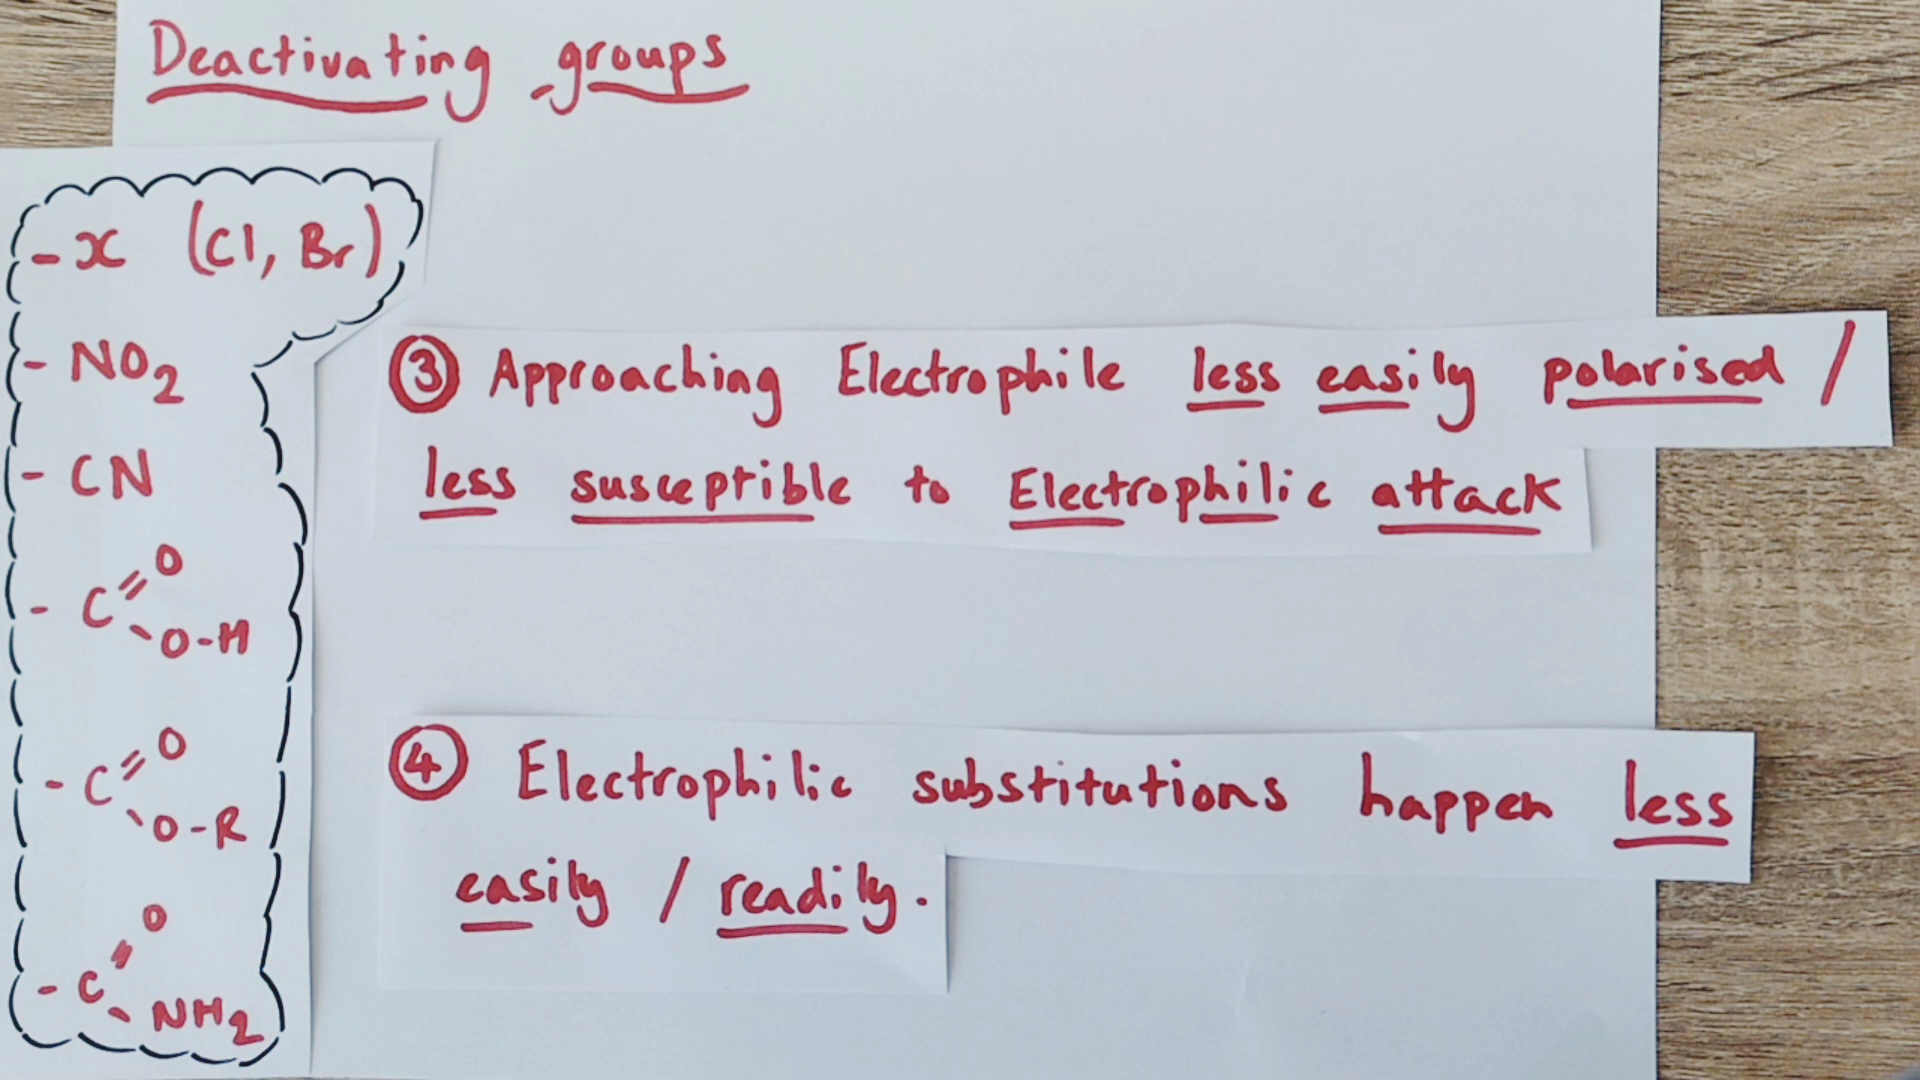 Deactivating groups
- x (Cl, Br)
- NO2
- CN
- C=O
-O-H
- C=O
-O-R
- C=O
-NH2
③ Approaching Electrophile less easily polarised /
less susceptible to Electrophilic attack
④ Electrophilic substitutions happen less
easily / readily.